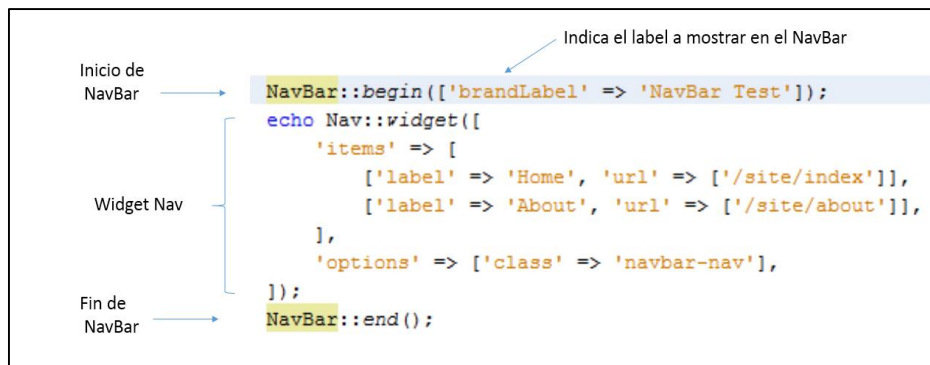 Indica el label a mostrar en el NavBar
Inicio de
NavBar
NavBar::begin(['brandLabel' => 'NavBar Test']);
echo Nav::widget([
'items' => [
['label' => 'Home', 'url' => ['/site/index']],
['label' => 'About', 'url' => ['/site/about']],
],
'options' => ['class' => 'navbar-nav'],
]);
Widget Nav
Fin de
NavBar
NavBar::end();